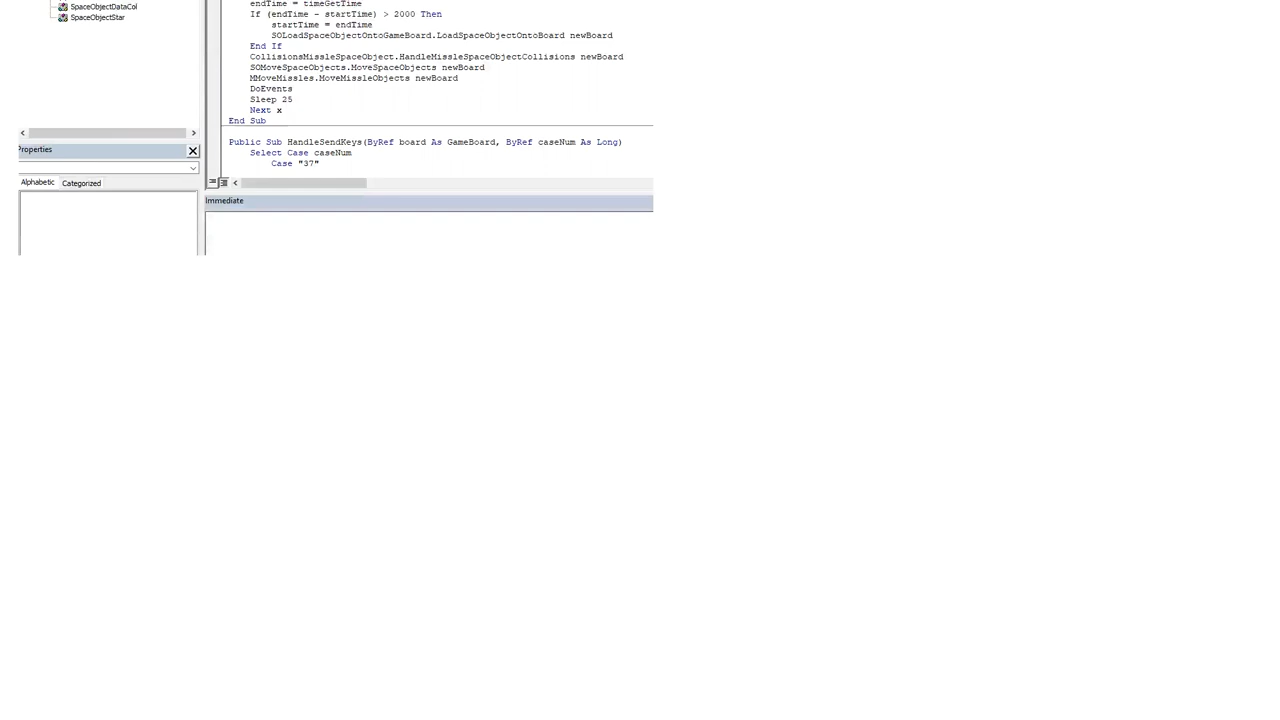 SpaceObjectDataCol
SpaceObjectStar
Properties
Alphabetic Categorized
endTime = timeGetTime
If (endTime - startTime) > 2000 Then
startTime = endTime
SOLoadSpaceObjectOntoGameBoard.LoadSpaceObjectOntoBoard newBoard
End If
CollisionsMissleSpaceObject.HandleMissleSpaceObjectCollisions newBoard
SOMoveSpaceObjects.MoveSpaceObjects newBoard
MMoveMissles.MoveMissleObjects newBoard
DoEvents
Sleep 25
Next x
End Sub
Public Sub HandleSendKeys(ByRef board As GameBoard, ByRef caseNum As Long)
Select Case caseNum
Case "37"
Immediate